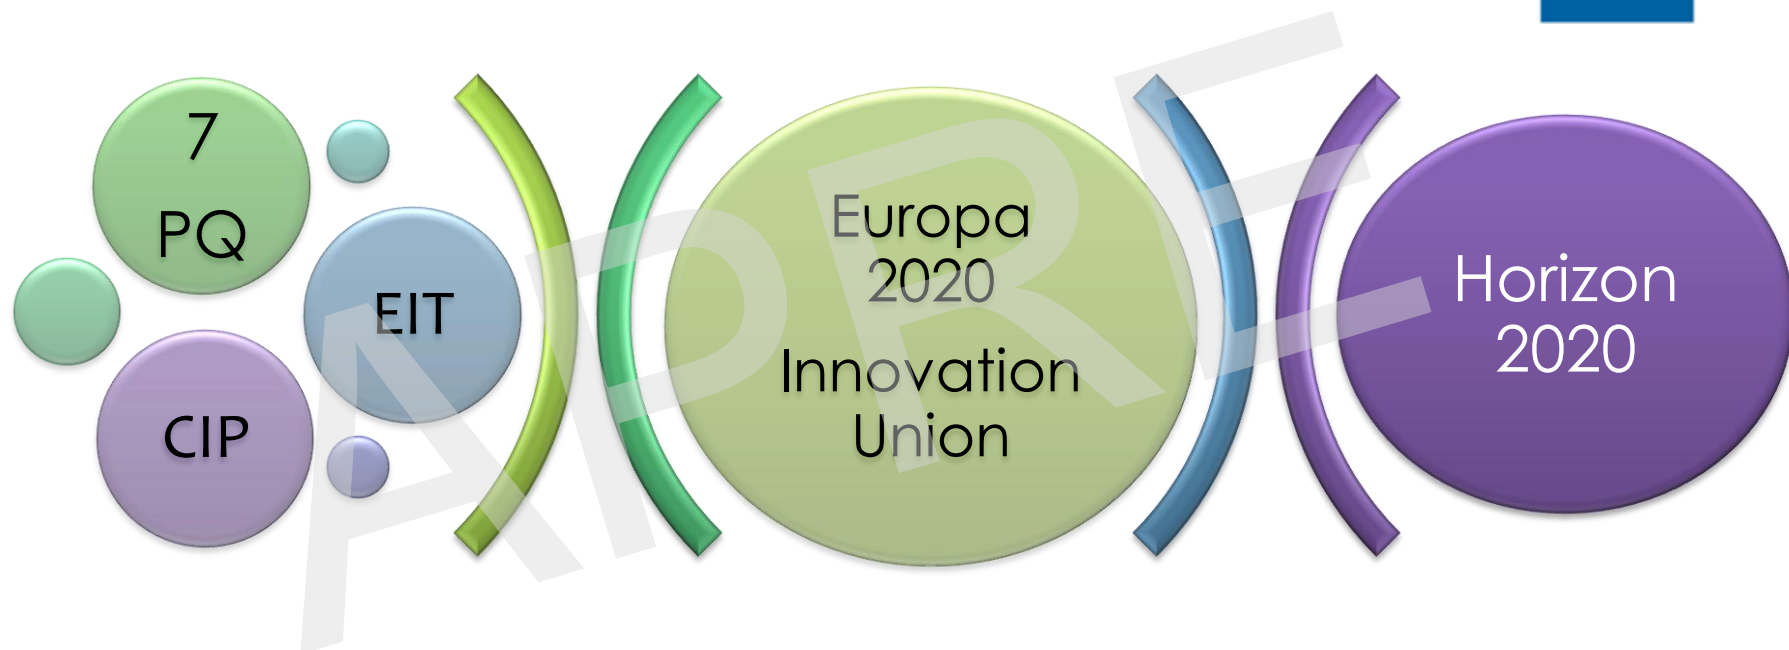 7
PQ
EIT
CIP
Europa
2020
Innovation
Union
Horizon
2020
APRE